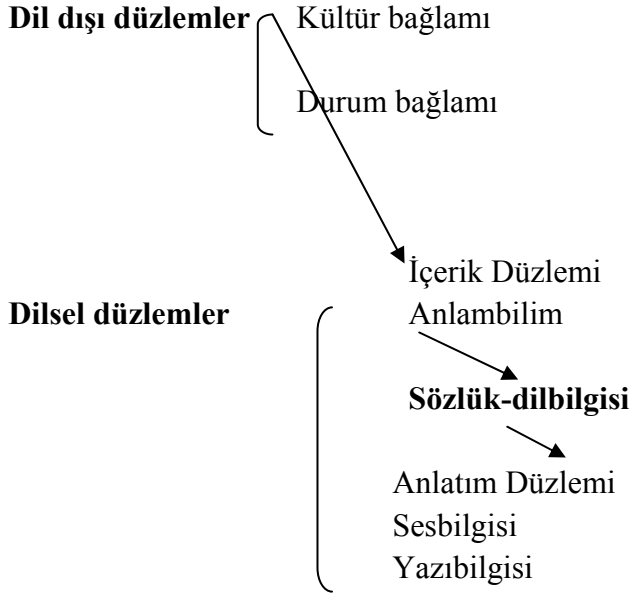 Dil dışı düzlemler Kültür bağlamı
Durum bağlamı
İçerik Düzlemi
Dilsel düzlemler Anlambilim
Sözlük-dilbilgisi
Anlatım Düzlemi
Sesbilgisi
Yazıbilgisi